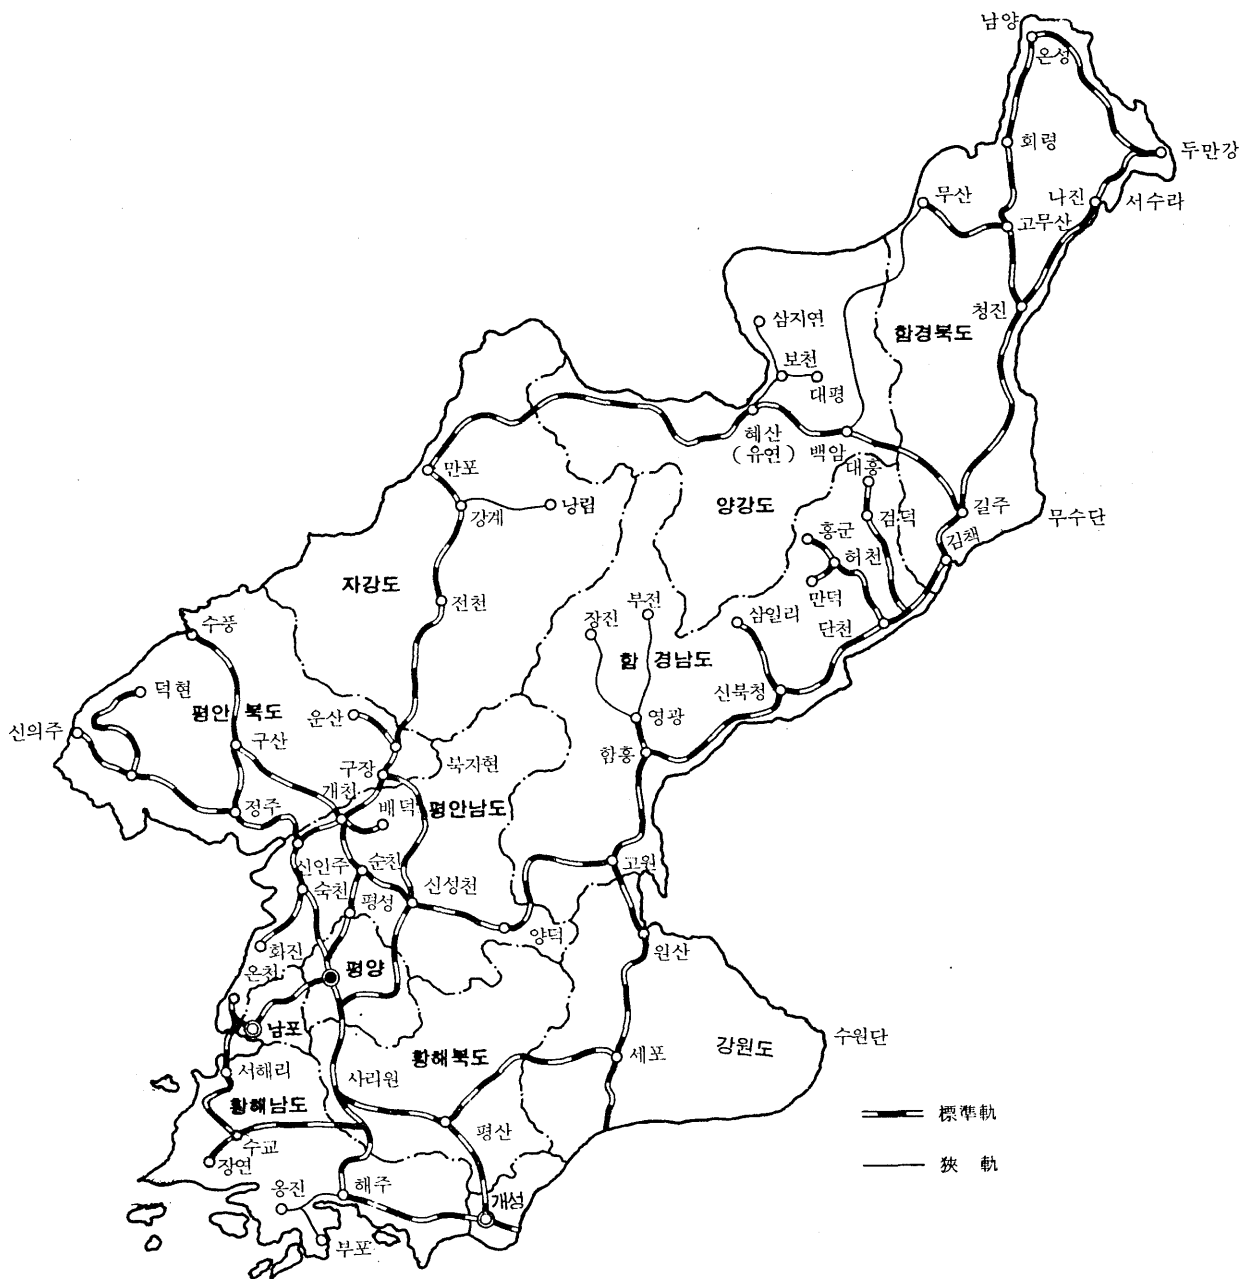 남양
온성
회령
두만강
무산
나진
서수라
고무산
청진
삼지연
함경북도
보천
대평
혜산
(유연)
백암
대흥
만포
양강도
강계
낭림
검덕
길주
무수단
홍군
김책
허천
자강도
만덕
전천
부전
삼일리
장진
단천
수풍
함경남도
덕현
신북청
평안북도
운산
영광
신의주
구산
함흥
북지현
구장
개천
배덕
평안남도
정주
신인주
순천
고원
숙천
신성천
평성
양덕
화진
원산
온천
평양
남포
수원단
강원도
황해북도
세포
서해리
사리원
황해남도
標準軌
평산
수교
장연
狹軌
옹진
해주
개성
부포